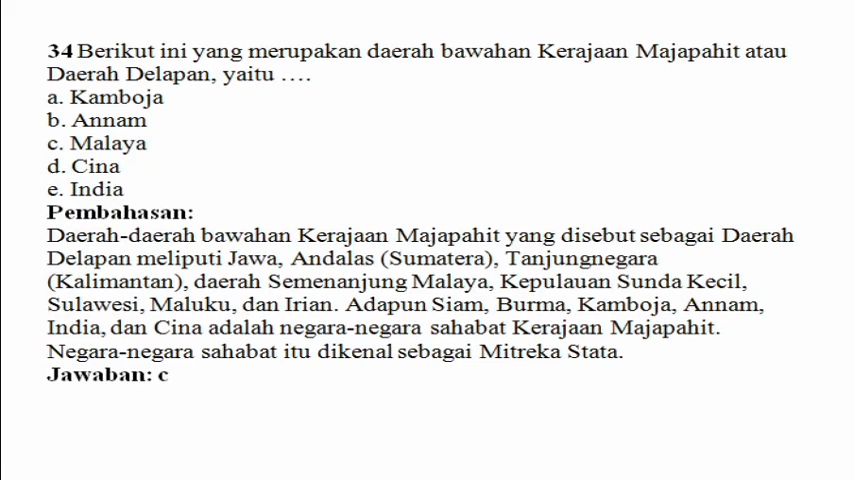 34 Berikut ini yang merupakan daerah bawahan Kerajaan Majapahit atau
Daerah Delapan, yaitu ….
a. Kamboja
b. Annam
c. Malaya
d. Cina
e. India
Pembahasan:
Daerah-daerah bawahan Kerajaan Majapahit yang disebut sebagai Daerah
Delapan meliputi Jawa, Andalas (Sumatera), Tanjungnegara
(Kalimantan), daerah Semenanjung Malaya, Kepulauan Sunda Kecil,
Sulawesi, Maluku, dan Irian. Adapun Siam, Burma, Kamboja, Annam,
India, dan Cina adalah negara-negara sahabat Kerajaan Majapahit.
Negara-negara sahabat itu dikenal sebagai Mitreka Stata.
Jawaban: c